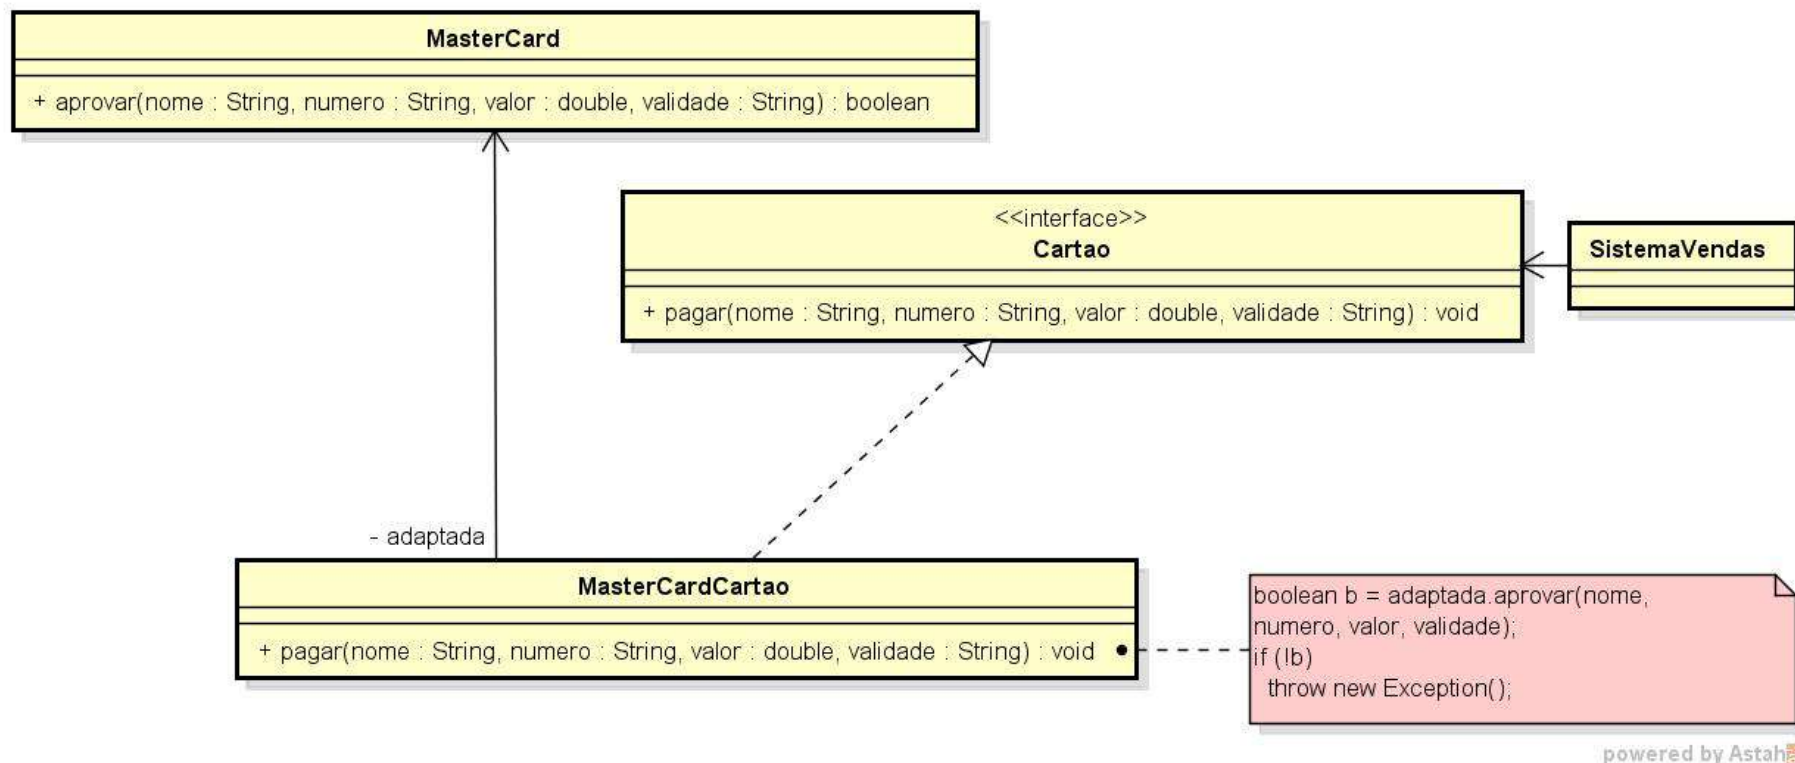 MasterCard
+ aprovar(nome : String, numero : String, valor : double, validade : String) : boolean
<<interface>>
Cartao
+ pagar(nome : String, numero : String, valor : double, validade : String) : void
SistemaVendas
- adaptada
MasterCardCartao
+ pagar(nome : String, numero : String, valor : double, validade : String) : void
boolean b = adaptada.aprovar(nome,
numero, valor, validade);
if (!b)
throw new Exception();
powered by Astah